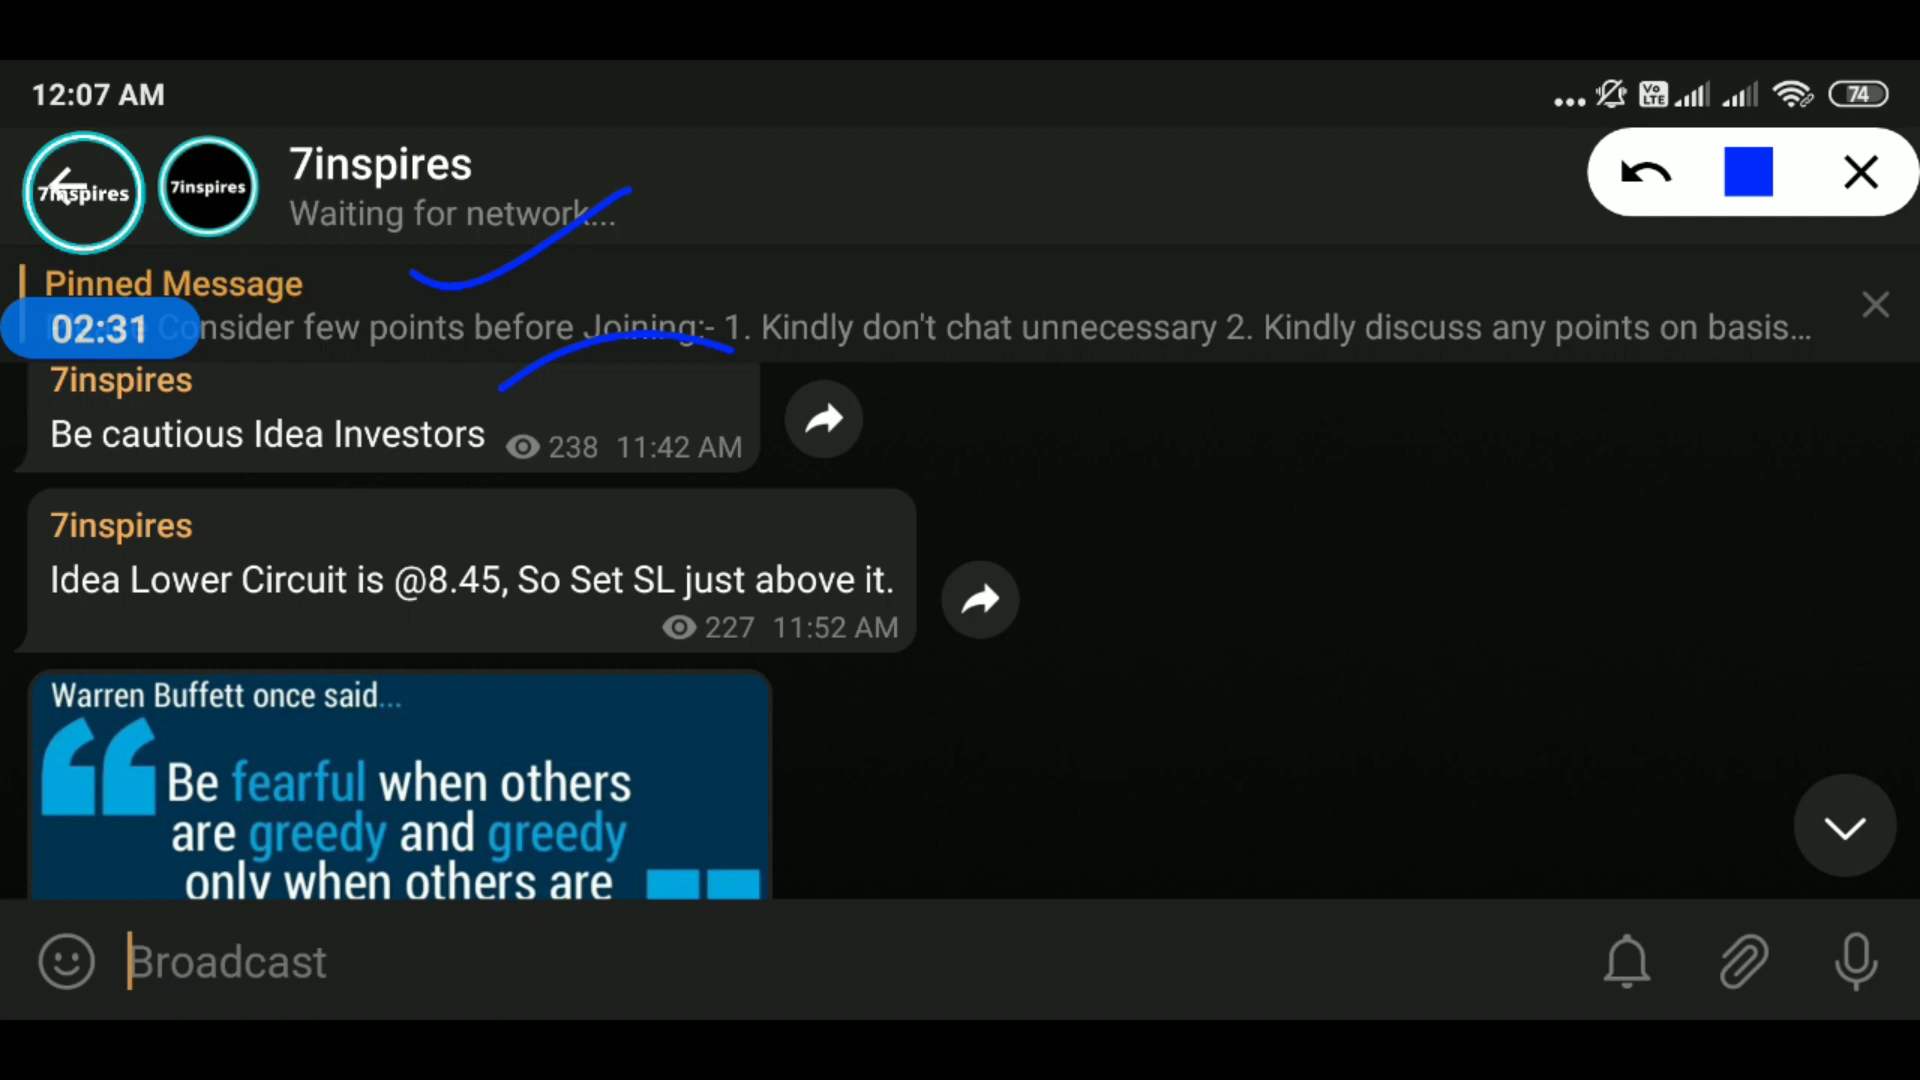 12:07 AM
Vo LTE
74
7inspires
7inspires
7inspires
Waiting for network...
Pinned Message
02:31
Consider few points before Joining:- 1. Kindly don't chat unnecessary 2. Kindly discuss any points on basis...
7inspires
Be cautious Idea Investors
238 11:42 AM
7inspires
Idea Lower Circuit is @8.45, So Set SL just above it.
227 11:52 AM
Warren Buffett once said...
Be fearful when others
are greedy and greedy
only when others are
Broadcast